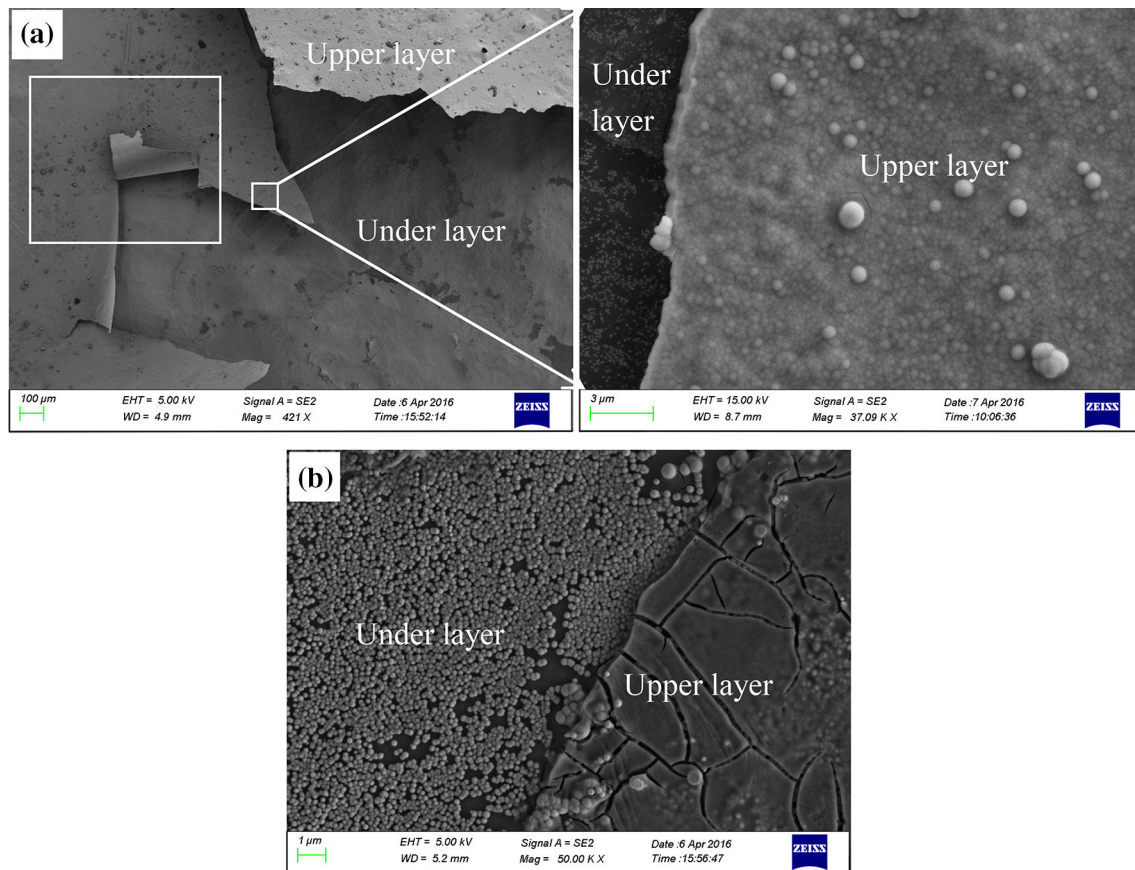 (a)
Upper layer
Under layer
100 µm
EHT = 5.00 kV
WD = 4.9 mm
Signal A = SE2
Mag = 421 X
Date :6 Apr 2016
Time :15:52:14
ZEISS
Under
layer
Upper layer
3 µm
EHT = 15.00 kV
WD = 8.7 mm
Signal A = SE2
Mag = 37.09 K X
Date :7 Apr 2016
Time :10:06:36
ZEISS
(b)
Under layer
Upper layer
1 µm
EHT = 5.00 kV
WD = 5.2 mm
Signal A = SE2
Mag = 50.00 K X
Date :6 Apr 2016
Time :15:56:47
ZEISS